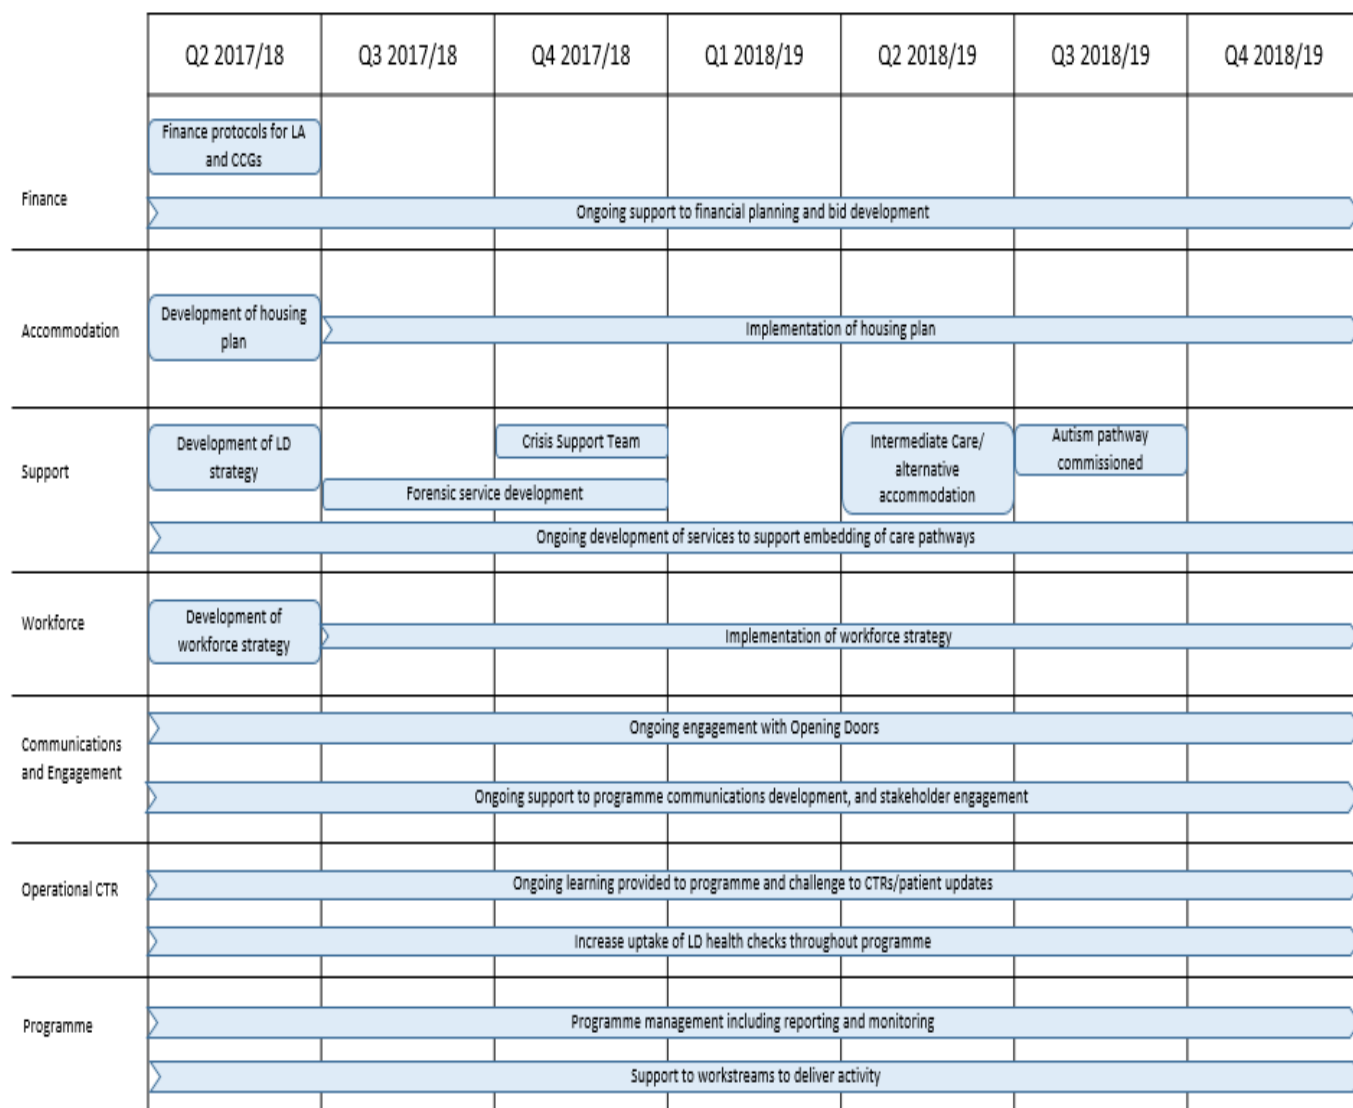 Q2 2017/18
Q3 2017/18
Q4 2017/18
Q1 2018/19
Q2 2018/19
Q3 2018/19
Q4 2018/19
Finance
Finance protocols for LA
and CCGs
Ongoing support to financial planning and bid development
Accommodation
Development of housing
plan
Implementation of housing plan
Support
Development of LD
strategy
Crisis Support Team
Intermediate Care/
alternative
accommodation
Autism pathway
commissioned
Forensic service development
Ongoing development of services to support embedding of care pathways
Workforce
Development of
workforce strategy
Implementation of workforce strategy
Communications
and Engagement
Ongoing engagement with Opening Doors
Ongoing support to programme communications development, and stakeholder engagement
Operational CTR
Ongoing learning provided to programme and challenge to CTRs/patient updates
Increase uptake of LD health checks throughout programme
Programme
Programme management including reporting and monitoring
Support to workstreams to deliver activity